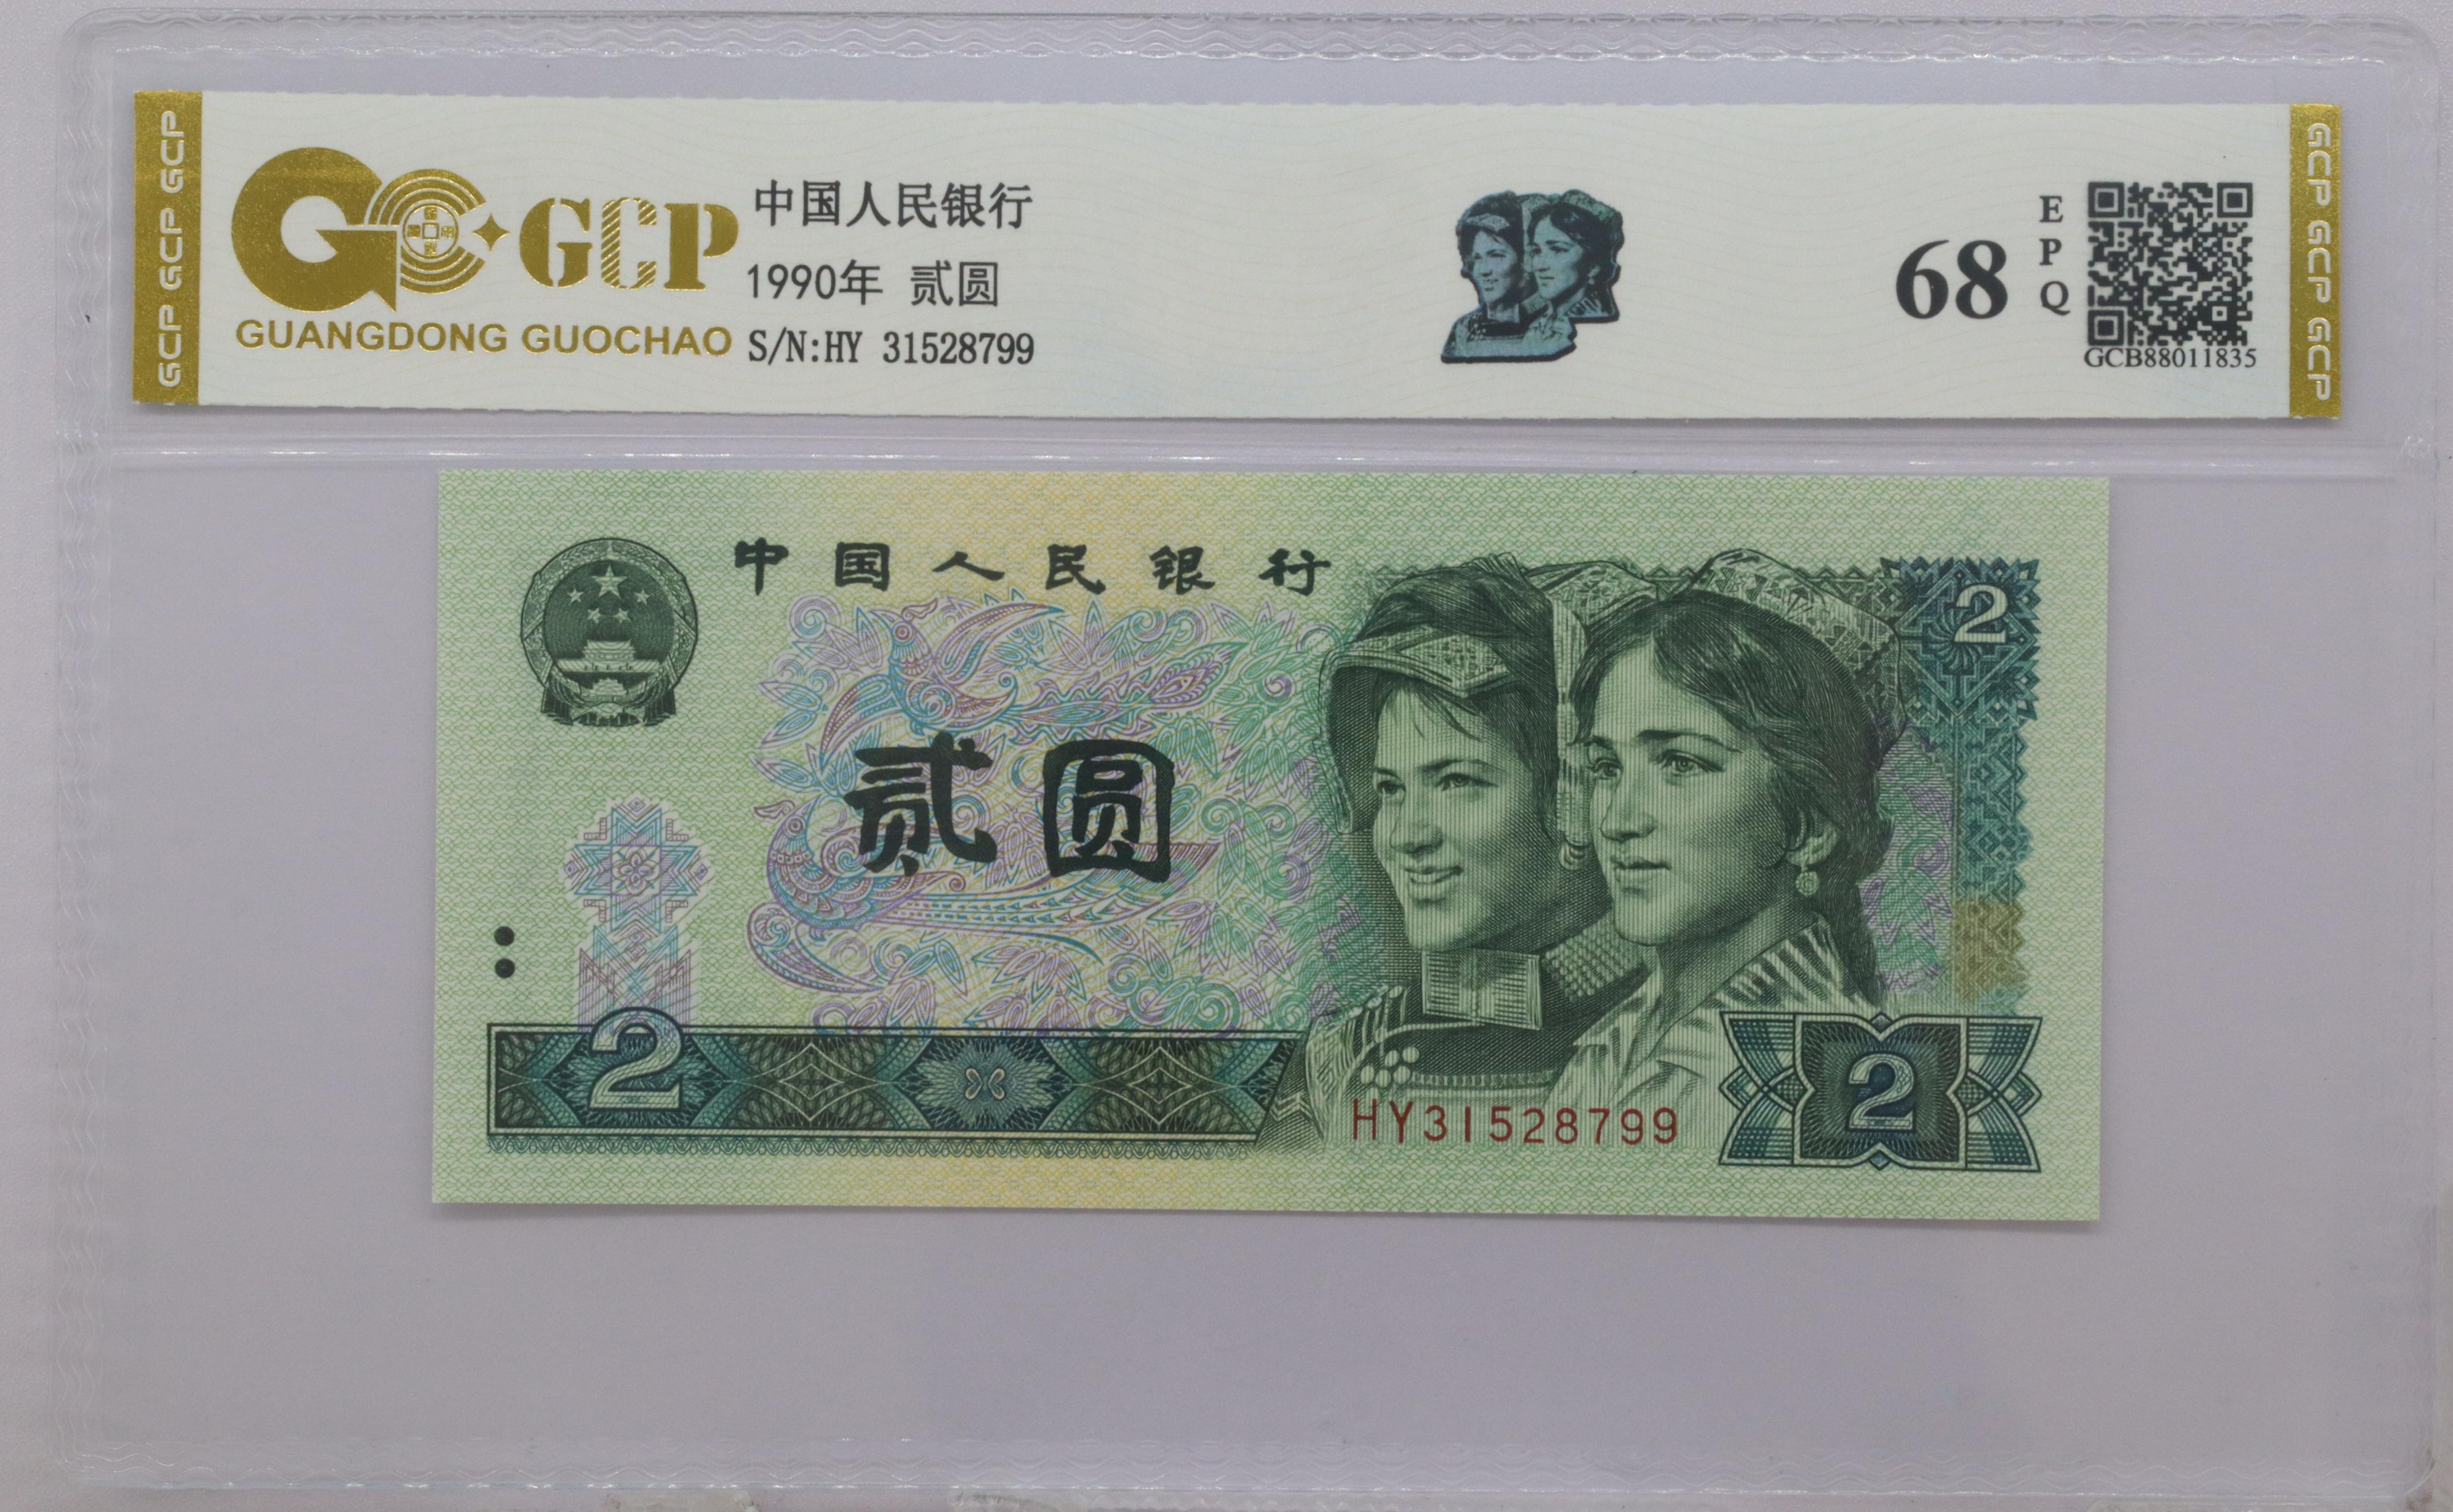 GCP GCP GCP
GCP
GUANGDONG GUOCHAO
中国人民银行
1990年 贰圆
S/N:HY 31528799
68
E
P
Q
GCB88011835
GCP GCP GCP
中国人民银行
2
贰圆
2
HY31528799
2